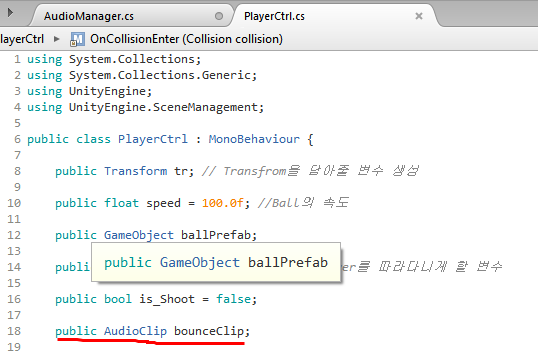 AudioManager.cs
PlayerCtrl.cs
layerCtrl
OnCollisionEnter (Collision collision)
1 using System.Collections;
2 using System.Collections.Generic;
3 using UnityEngine;
4 using UnityEngine.SceneManagement;
5
6 public class PlayerCtrl : MonoBehaviour {
7
8 public Transform tr; // Transfrom을 담아줄 변수 생성
9
10 public float speed = 100.0f; //Ball의 속도
11
12 public GameObject ballPrefab;
13
public GameObject ballPrefab
14 publ er를 따라다니게 할 변수
15
16 public bool is_Shoot = false;
17
18 public AudioClip bounceClip;
19